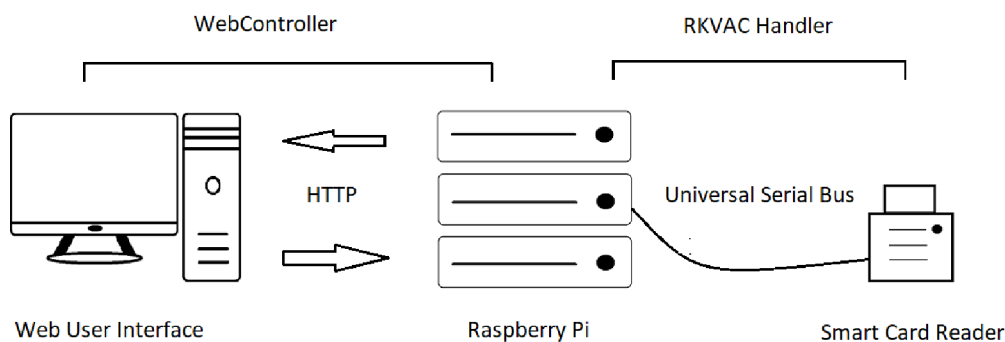 WebController
RKVAC Handler
HTTP
Universal Serial Bus
Web User Interface
Raspberry Pi
Smart Card Reader